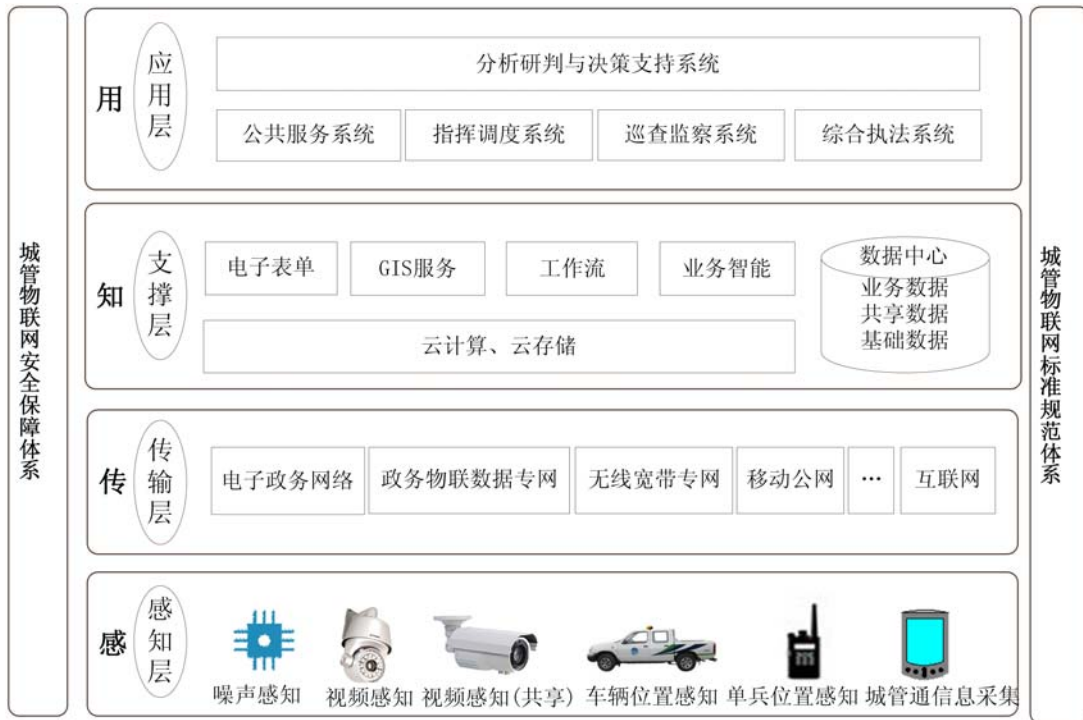 城管物联网安全保障体系
用
应用层
分析研判与决策支持系统
公共服务系统
指挥调度系统
巡查监察系统
综合执法系统
知
支撑层
电子表单
GIS服务
工作流
业务智能
云计算、云存储
数据中心
业务数据
共享数据
基础数据
传
传输层
电子政务网络
政务物联数据专网
无线宽带专网
移动公网
…
互联网
感
感知层
噪声感知
视频感知
视频感知(共享)
车辆位置感知
单兵位置感知
城管通信息采集
城管物联网标准规范体系